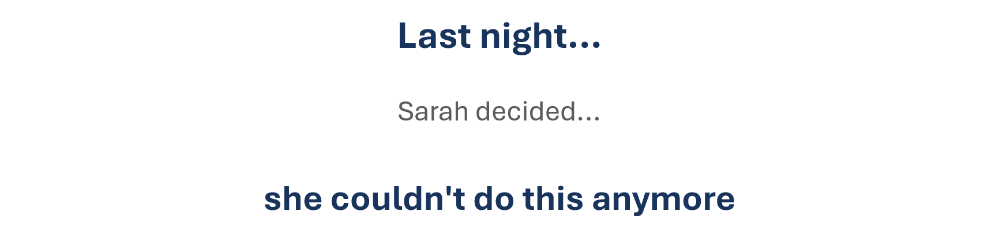 Last night...
Sarah decided...
she couldn't do this anymore